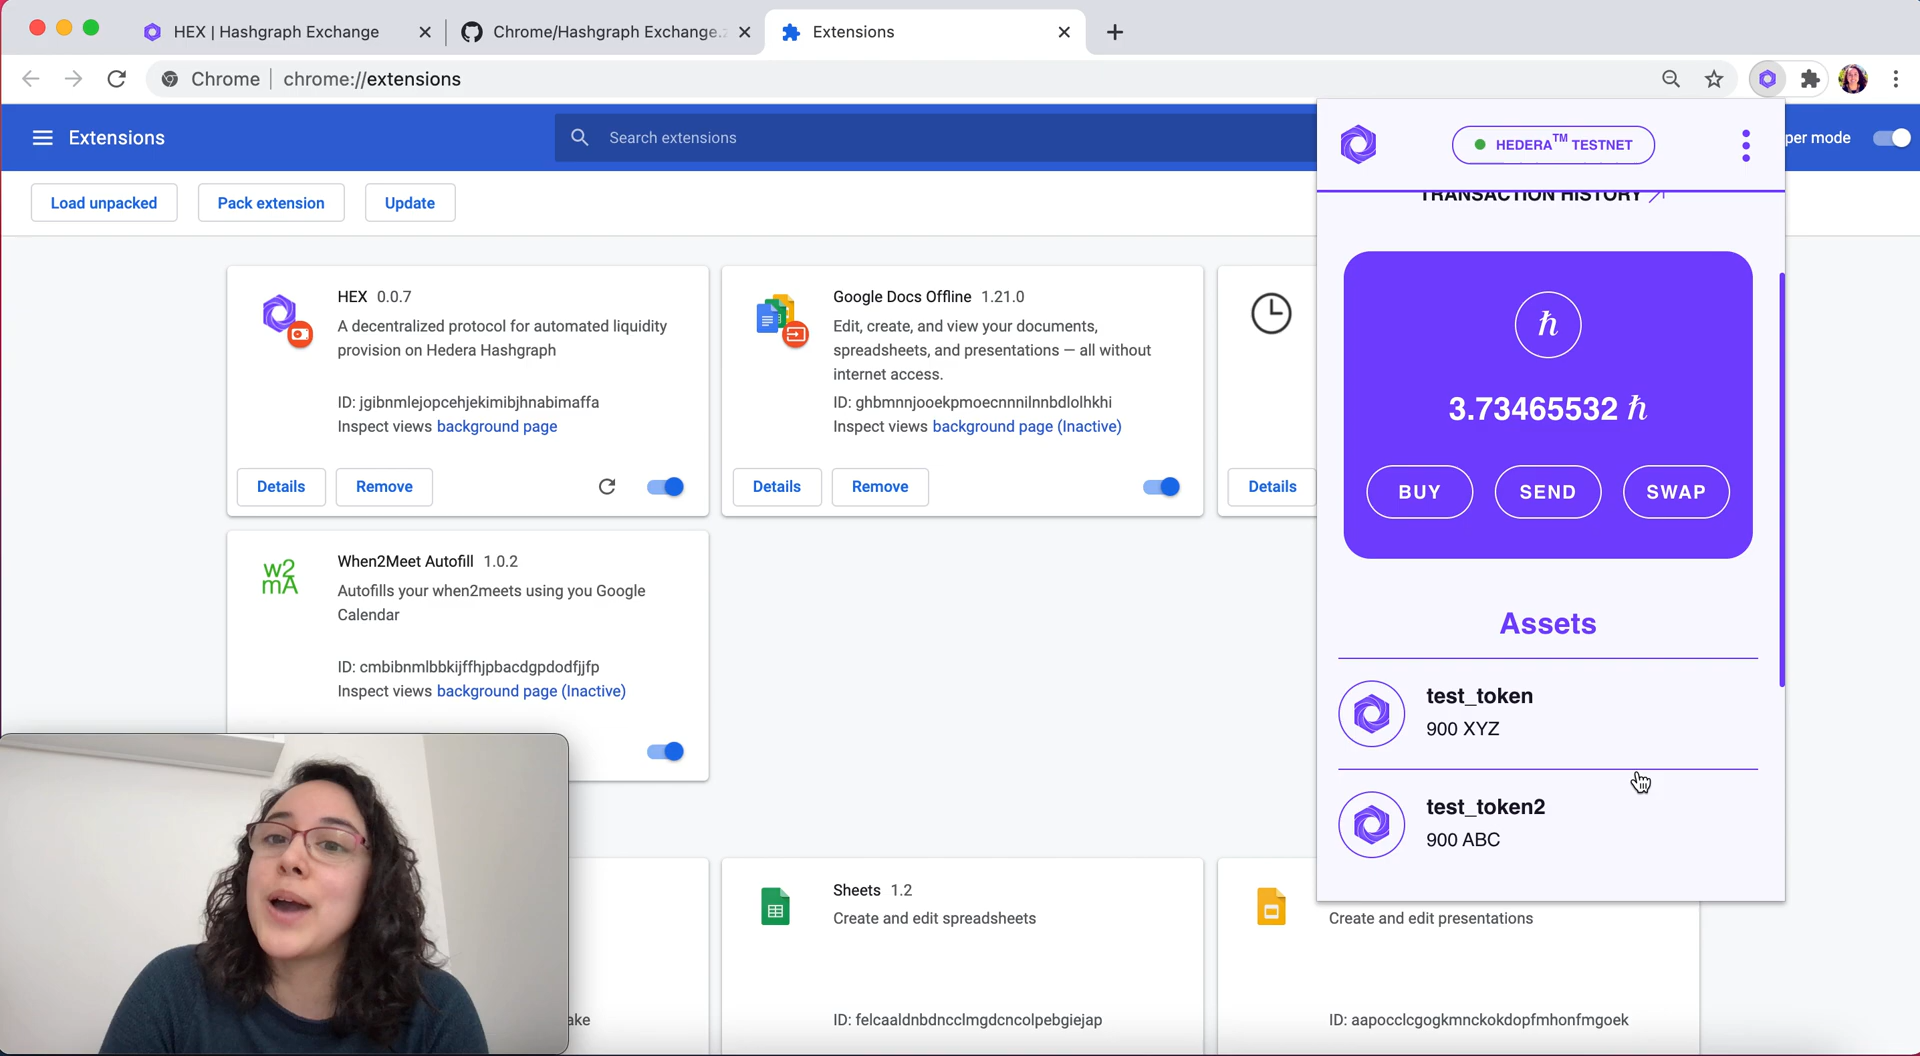 HEX | Hashgraph Exchange
Chrome/Hashgraph Exchange.z
Extensions
Chrome
chrome://extensions
Extensions
Search extensions
per mode
Load unpacked
Pack extension
Update
HEX 0.0.7
A decentralized protocol for automated liquidity
provision on Hedera Hashgraph
ID: jgibnmlejopcehjekimibjhnabimaffa
Inspect views background page
Details
Remove
Google Docs Offline 1.21.0
Edit, create, and view your documents,
spreadsheets, and presentations — all without
internet access.
ID: ghbmnnjooekpmoecnnnilnnbdlolhkhi
Inspect views background page (Inactive)
Details
Remove
Details
w2
mA
When2Meet Autofill 1.0.2
Autofills your when2meets using you Google
Calendar
ID: cmbibnmlbbkijffhjpbacdgpdodfjjfp
Inspect views background page (Inactive)
ake
Sheets 1.2
Create and edit spreadsheets
ID: felcaaldnbdncclmgdcncolpebgiejap
Create and edit presentations
ID: aapocclcgogkmnckokdopfmhonfmgoek
HEDERA™ TESTNET
TRANSACTION HISTORY
ℏ
3.73465532 ℏ
BUY
SEND
SWAP
Assets
test_token
900 XYZ
test_token2
900 ABC